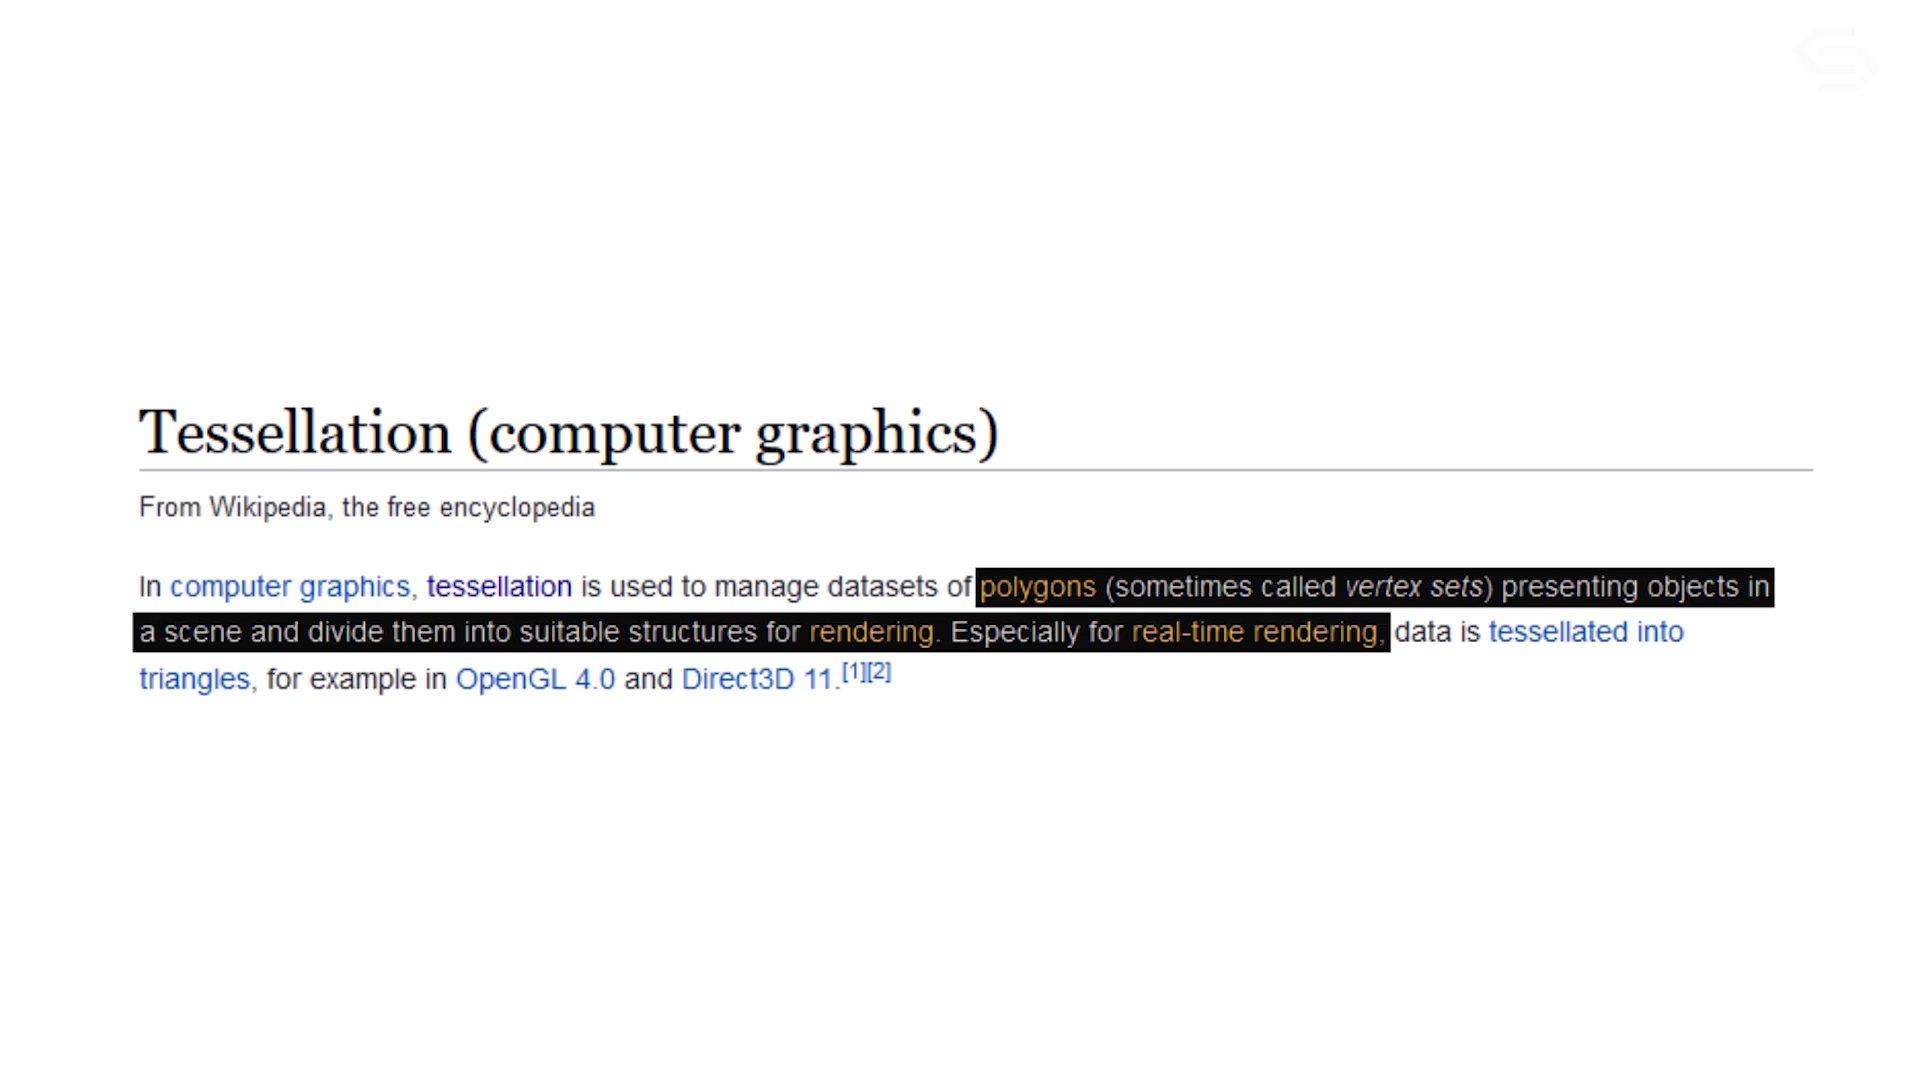 Tessellation (computer graphics)
From Wikipedia, the free encyclopedia
In computer graphics, tessellation is used to manage datasets of polygons (sometimes called vertex sets) presenting objects in
a scene and divide them into suitable structures for rendering. Especially for real-time rendering, data is tessellated into
triangles, for example in OpenGL 4.0 and Direct3D 11.[1][2]